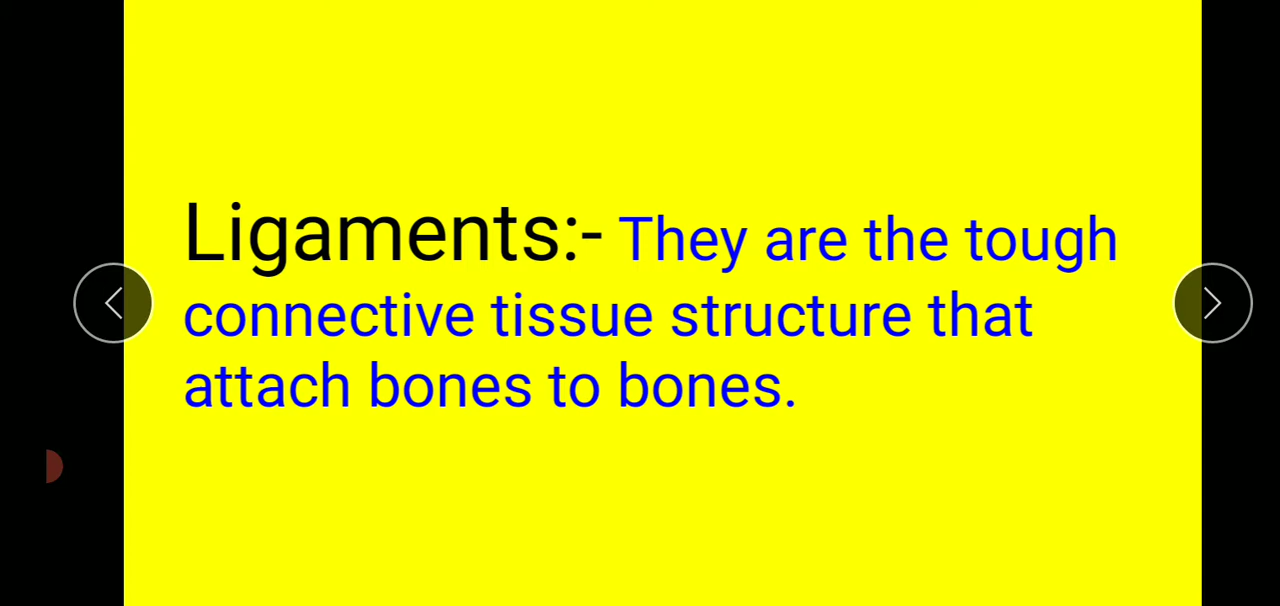 Ligaments:- They are the tough
connective tissue structure that
attach bones to bones.